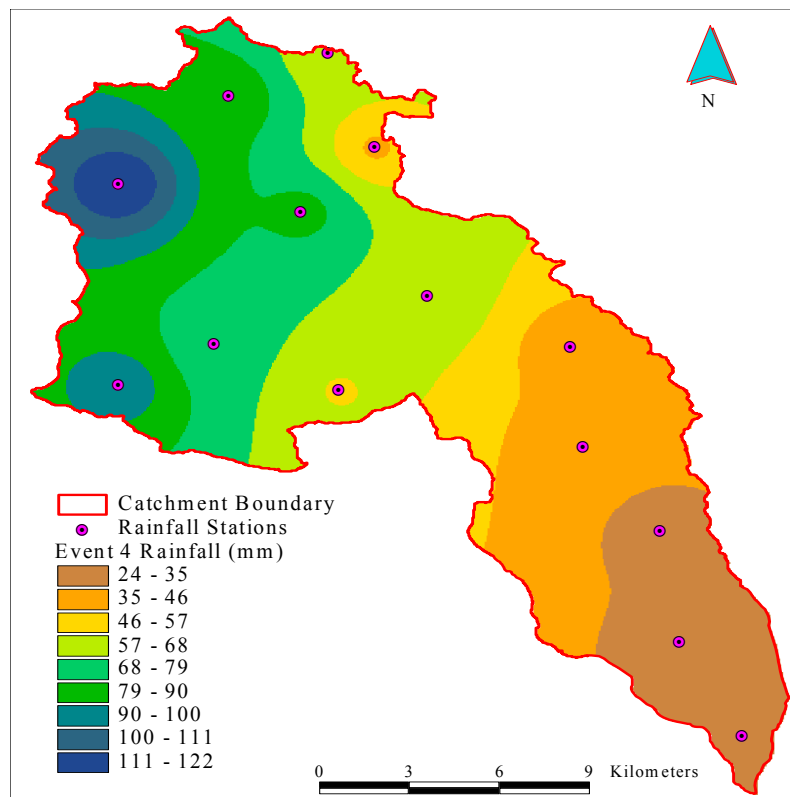 N
Catchment Boundary
Rainfall Stations
Event 4 Rainfall (mm)
24 - 35
35 - 46
46 - 57
57 - 68
68 - 79
79 - 90
90 - 100
100 - 111
111 - 122
0 3 6 9 Kilometers